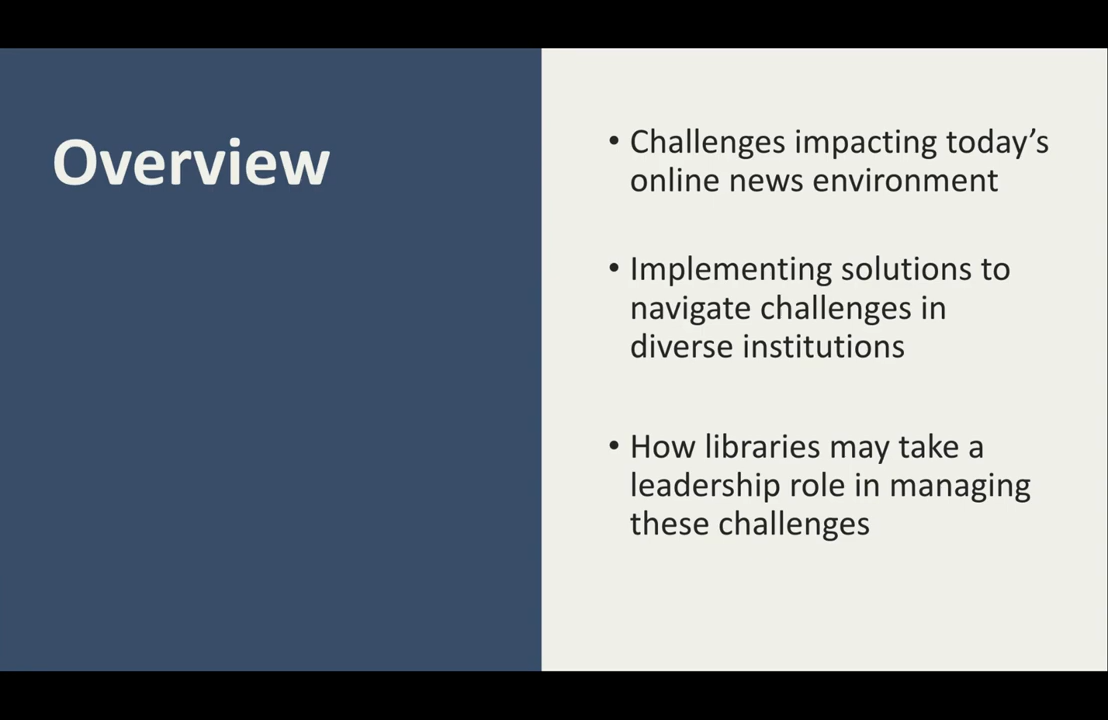 Overview
• Challenges impacting today’s
online news environment
• Implementing solutions to
navigate challenges in
diverse institutions
• How libraries may take a
leadership role in managing
these challenges